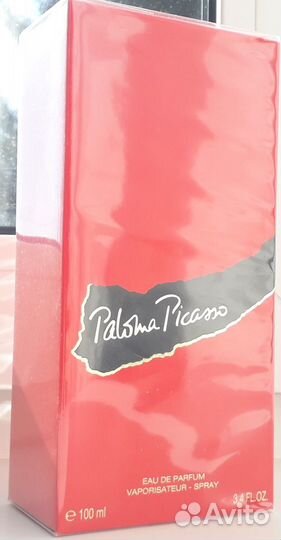 Paloma Picasso
EAU DE PARFUM
VAPORISATEUR - SPRAY
℮ 100 ml 3.4 FL.OZ.
Avito